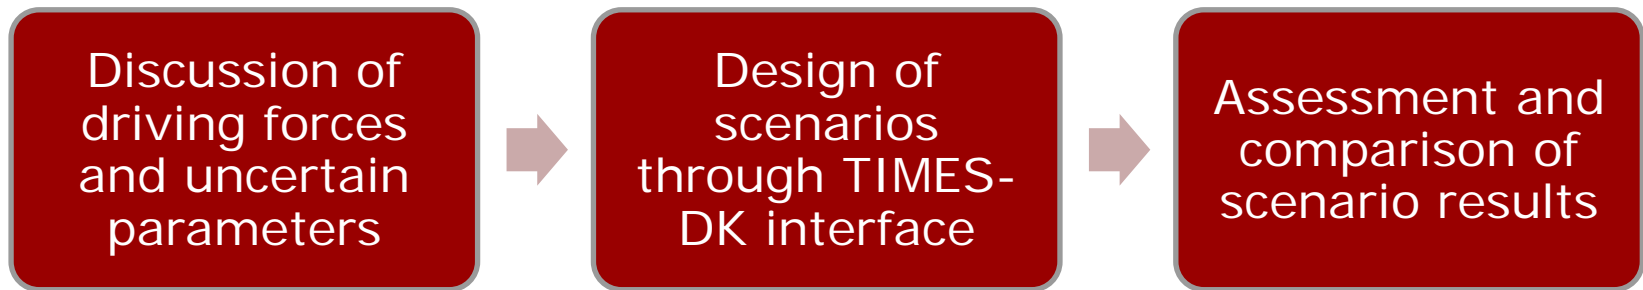 Discussion of
driving forces
and uncertain
parameters
Design of
scenarios
through TIMES-
DK interface
Assessment and
comparison of
scenario results